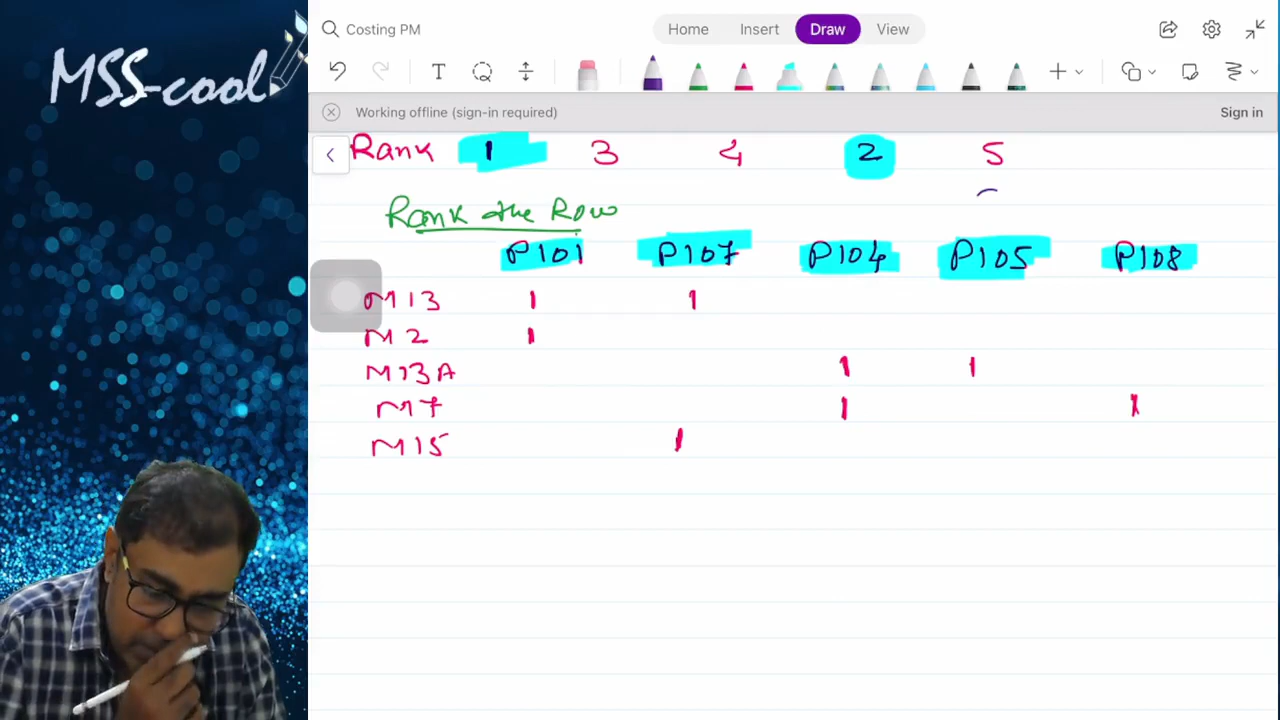 MSS-cool
Costing PM
Home Insert Draw View
Working offline (sign-in required) Sign in
Rank 1 3 4 2 5
Rank the Row
P101 P107 P104 P105 P108
M13 1 1
M2 1
M13A 1 1
M7 1 1
M15 1